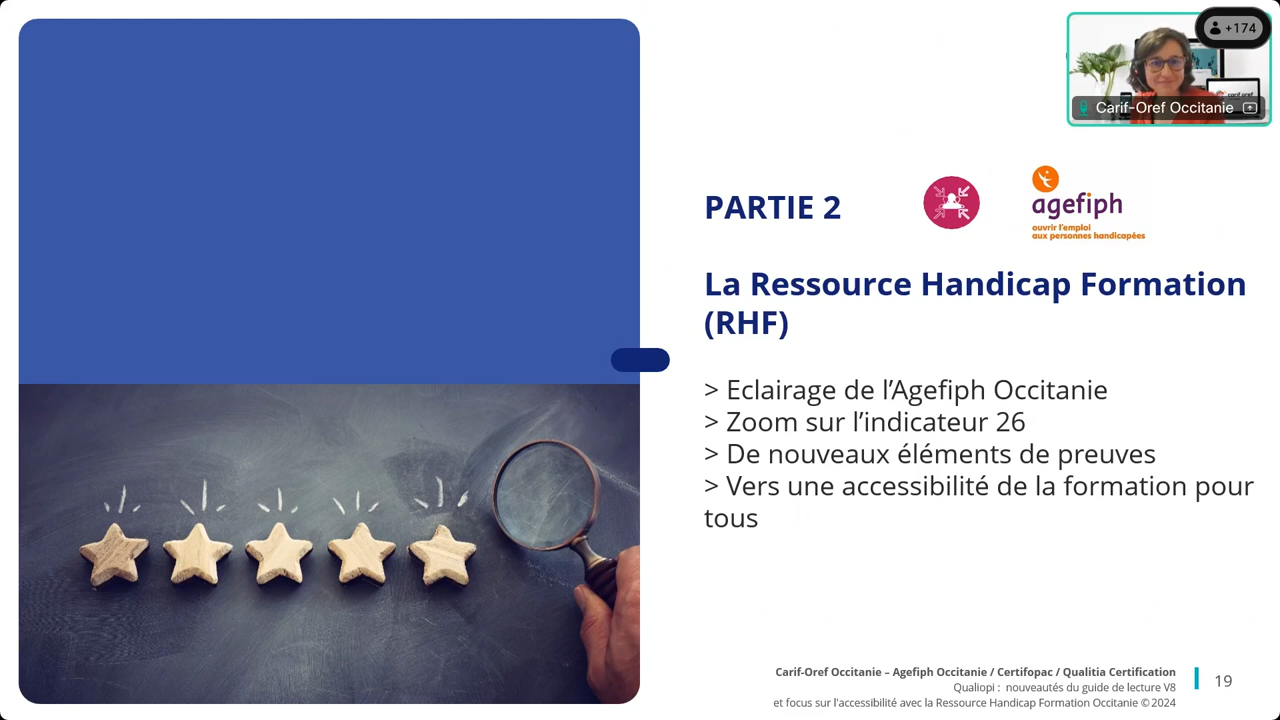 +174
Carif-Oref Occitanie
PARTIE 2
agefiph
ouvrir l'emploi
aux personnes handicapées
La Ressource Handicap Formation
(RHF)
> Eclairage de l’Agefiph Occitanie
> Zoom sur l’indicateur 26
> De nouveaux éléments de preuves
> Vers une accessibilité de la formation pour
tous
Carif-Oref Occitanie – Agefiph Occitanie / Certifopac / Qualitia Certification
Qualiopi : nouveautés du guide de lecture V8
et focus sur l'accessibilité avec la Ressource Handicap Formation Occitanie © 2024
19